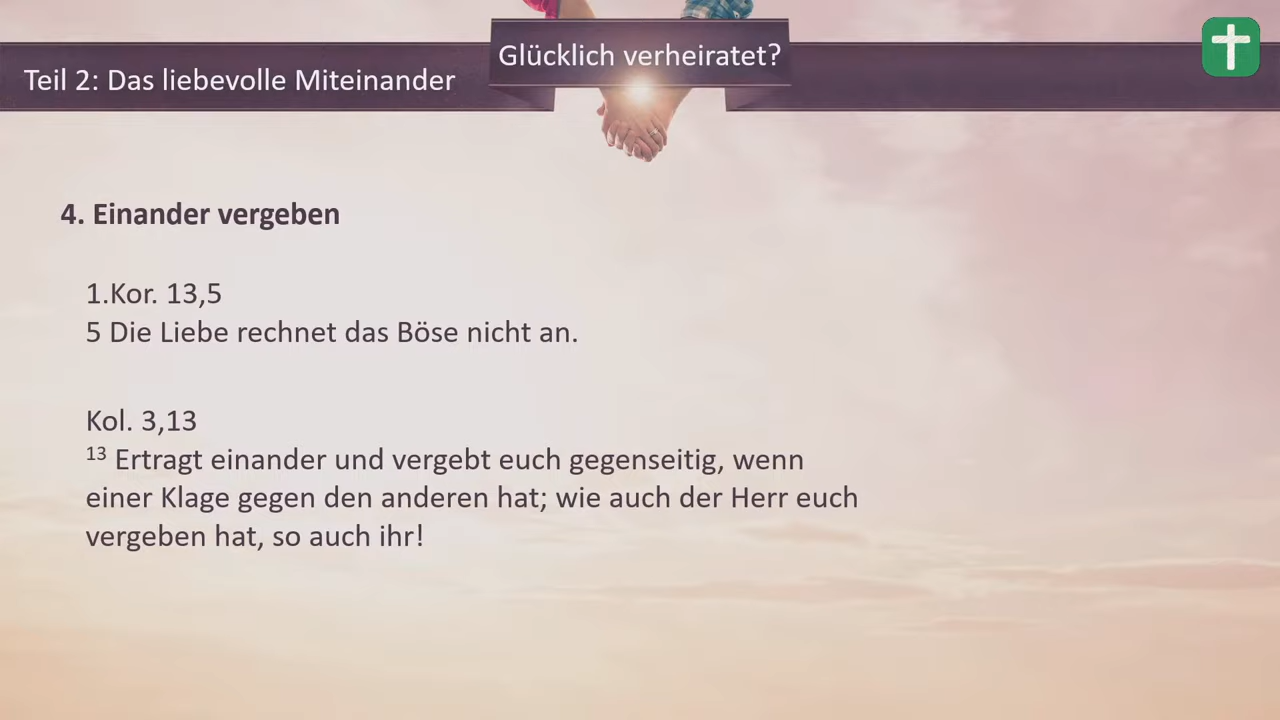 Glücklich verheiratet?
Teil 2: Das liebevolle Miteinander
4. Einander vergeben
1.Kor. 13,5
5 Die Liebe rechnet das Böse nicht an.
Kol. 3,13
13 Ertragt einander und vergebt euch gegenseitig, wenn
einer Klage gegen den anderen hat; wie auch der Herr euch
vergeben hat, so auch ihr!